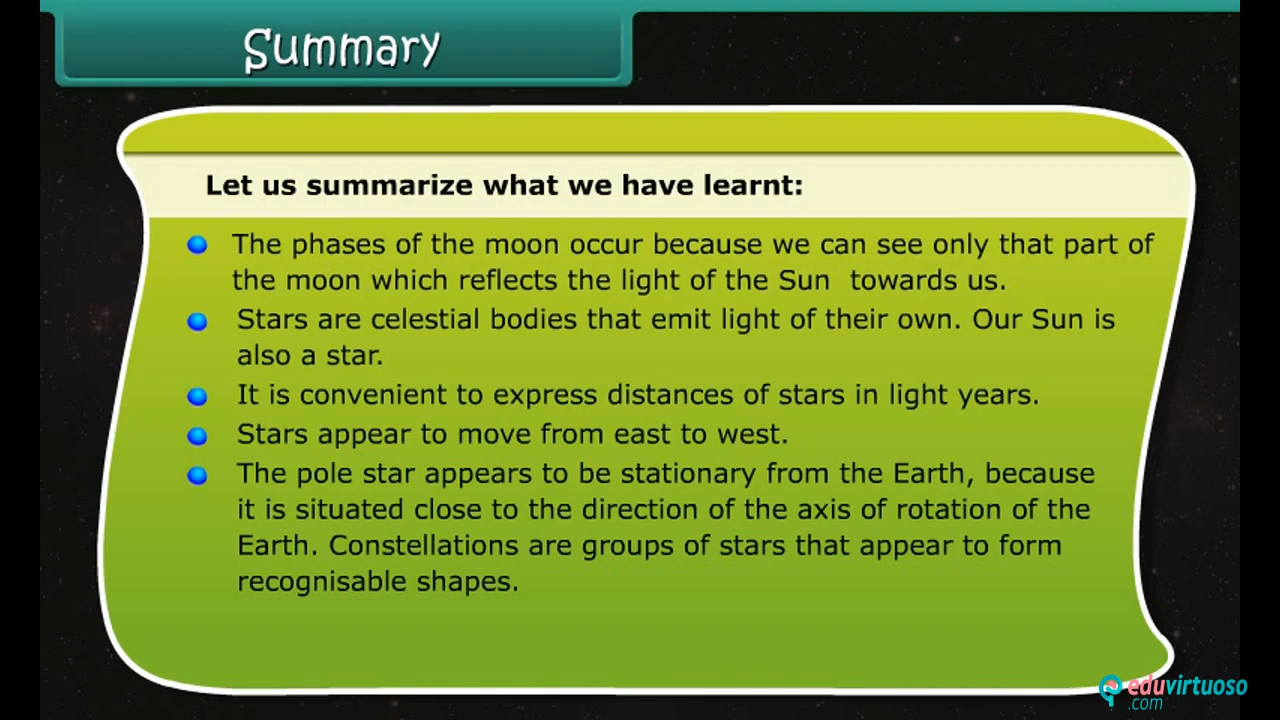 Summary
Let us summarize what we have learnt:
The phases of the moon occur because we can see only that part of
the moon which reflects the light of the Sun towards us.
Stars are celestial bodies that emit light of their own. Our Sun is
also a star.
It is convenient to express distances of stars in light years.
Stars appear to move from east to west.
The pole star appears to be stationary from the Earth, because
it is situated close to the direction of the axis of rotation of the
Earth. Constellations are groups of stars that appear to form
recognisable shapes.
eduvirtuoso
.com